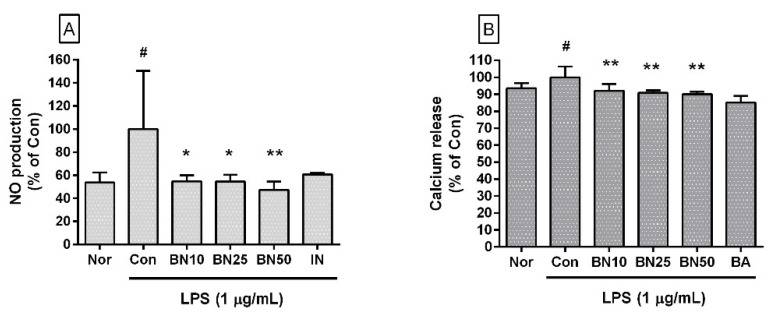 A
NO production
(% of Con)
160
140
120
100
80
60
40
20
0
#
*
*
**
Nor Con BN10 BN25 BN50 IN
LPS (1 μg/mL)
B
Calcium release
(% of Con)
110
100
90
80
70
60
50
40
30
20
10
0
#
**
**
**
Nor Con BN10 BN25 BN50 BA
LPS (1 μg/mL)